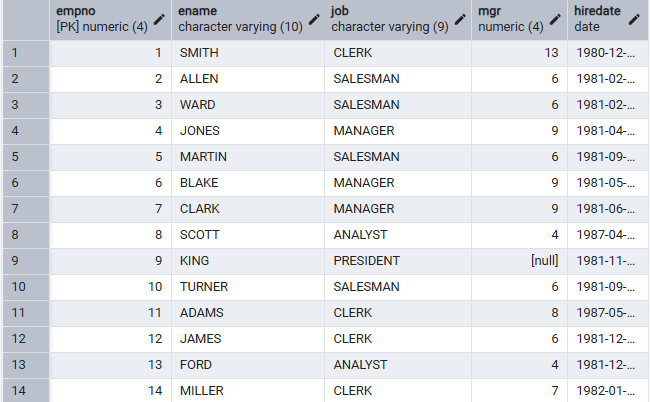 empno ename job mgr hiredate
[PK] numeric (4) character varying (10) character varying (9) numeric (4) date
1 1 SMITH CLERK 13 1980-12-...
2 2 ALLEN SALESMAN 6 1981-02-...
3 3 WARD SALESMAN 6 1981-02-...
4 4 JONES MANAGER 9 1981-04-...
5 5 MARTIN SALESMAN 6 1981-09-...
6 6 BLAKE MANAGER 9 1981-05-...
7 7 CLARK MANAGER 9 1981-06-...
8 8 SCOTT ANALYST 4 1987-04-...
9 9 KING PRESIDENT [null] 1981-11-...
10 10 TURNER SALESMAN 6 1981-09-...
11 11 ADAMS CLERK 8 1987-05-...
12 12 JAMES CLERK 6 1981-12-...
13 13 FORD ANALYST 4 1981-12-...
14 14 MILLER CLERK 7 1982-01-...